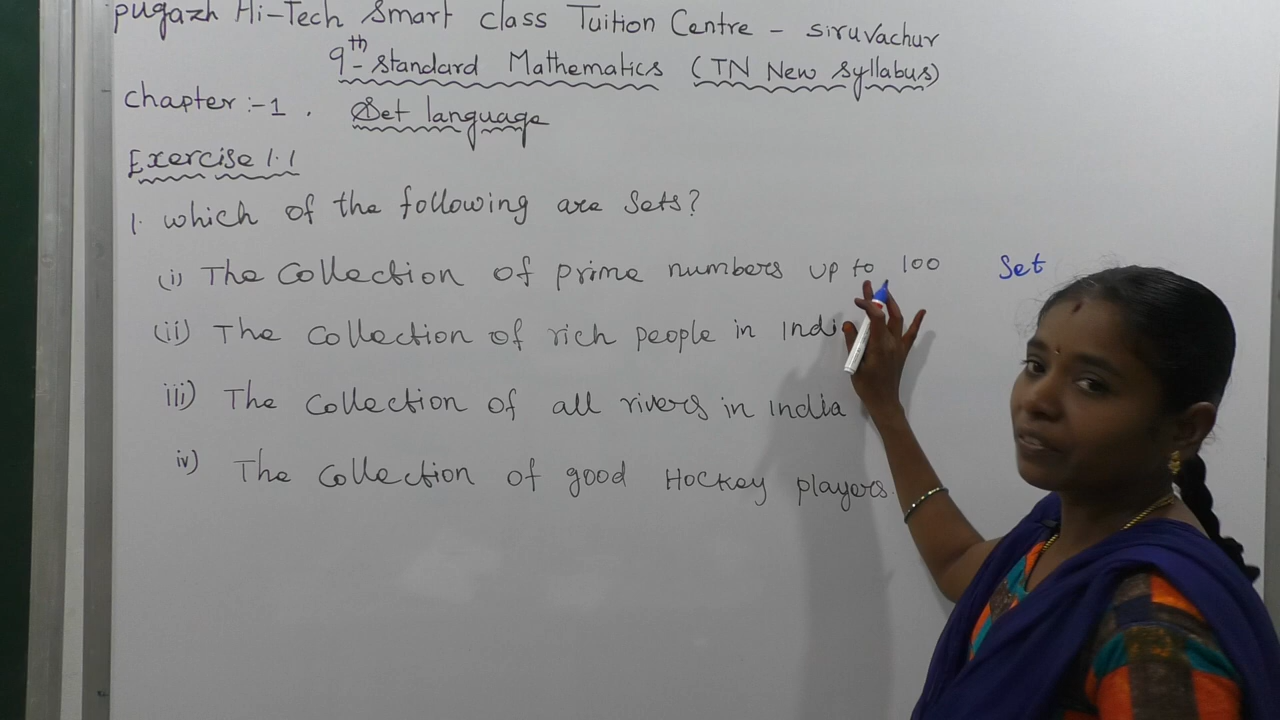 Pugazh Hi-Tech Smart class Tuition Centre - siruvachur
9th standard Mathematics (TN New syllabus)
Chapter :-1. Set language
Exercise 1.1
1. which of the following are sets?
(i) The Collection of prime numbers up to 100 Set
(ii) The Collection of rich people in Indi
iii) The Collection of all rivers in India
iv) The Collection of good Hockey players.